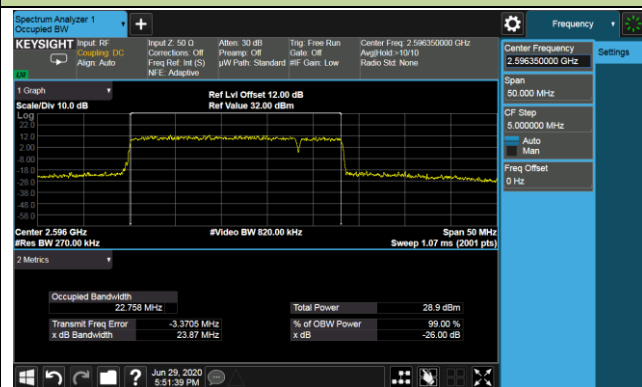 Spectrum Analyzer 1
Occupied BW
Frequency
KEYSIGHT
Input: RF
Coupling: DC
Align: Auto
Input Z: 50 Ω
Corrections: Off
Freq Ref: Int (S)
NFE: Adaptive
Atten: 30 dB
Preamp: Off
µW Path: Standard
Trig: Free Run
Gate: Off
#IF Gain: Low
Center Freq: 2.596350000 GHz
Avg|Hold:>10/10
Radio Std: None
Center Frequency
2.596350000 GHz
Settings
Span
50.000 MHz
CF Step
5.000000 MHz
Auto
Man
Freq Offset
0 Hz
1 Graph
Scale/Div 10.0 dB
Ref Lvl Offset 12.00 dB
Ref Value 32.00 dBm
Log
22.0
12.0
2.00
-8.00
-18.0
-28.0
-38.0
-48.0
-58.0
Center 2.596 GHz
#Video BW 820.00 kHz
Span 50 MHz
#Res BW 270.00 kHz
Sweep 1.07 ms (2001 pts)
2 Metrics
Occupied Bandwidth
22.758 MHz
Total Power 28.9 dBm
Transmit Freq Error -3.3705 MHz
% of OBW Power 99.00 %
x dB Bandwidth 23.87 MHz
x dB -26.00 dB
Jun 29, 2020
5:51:39 PM